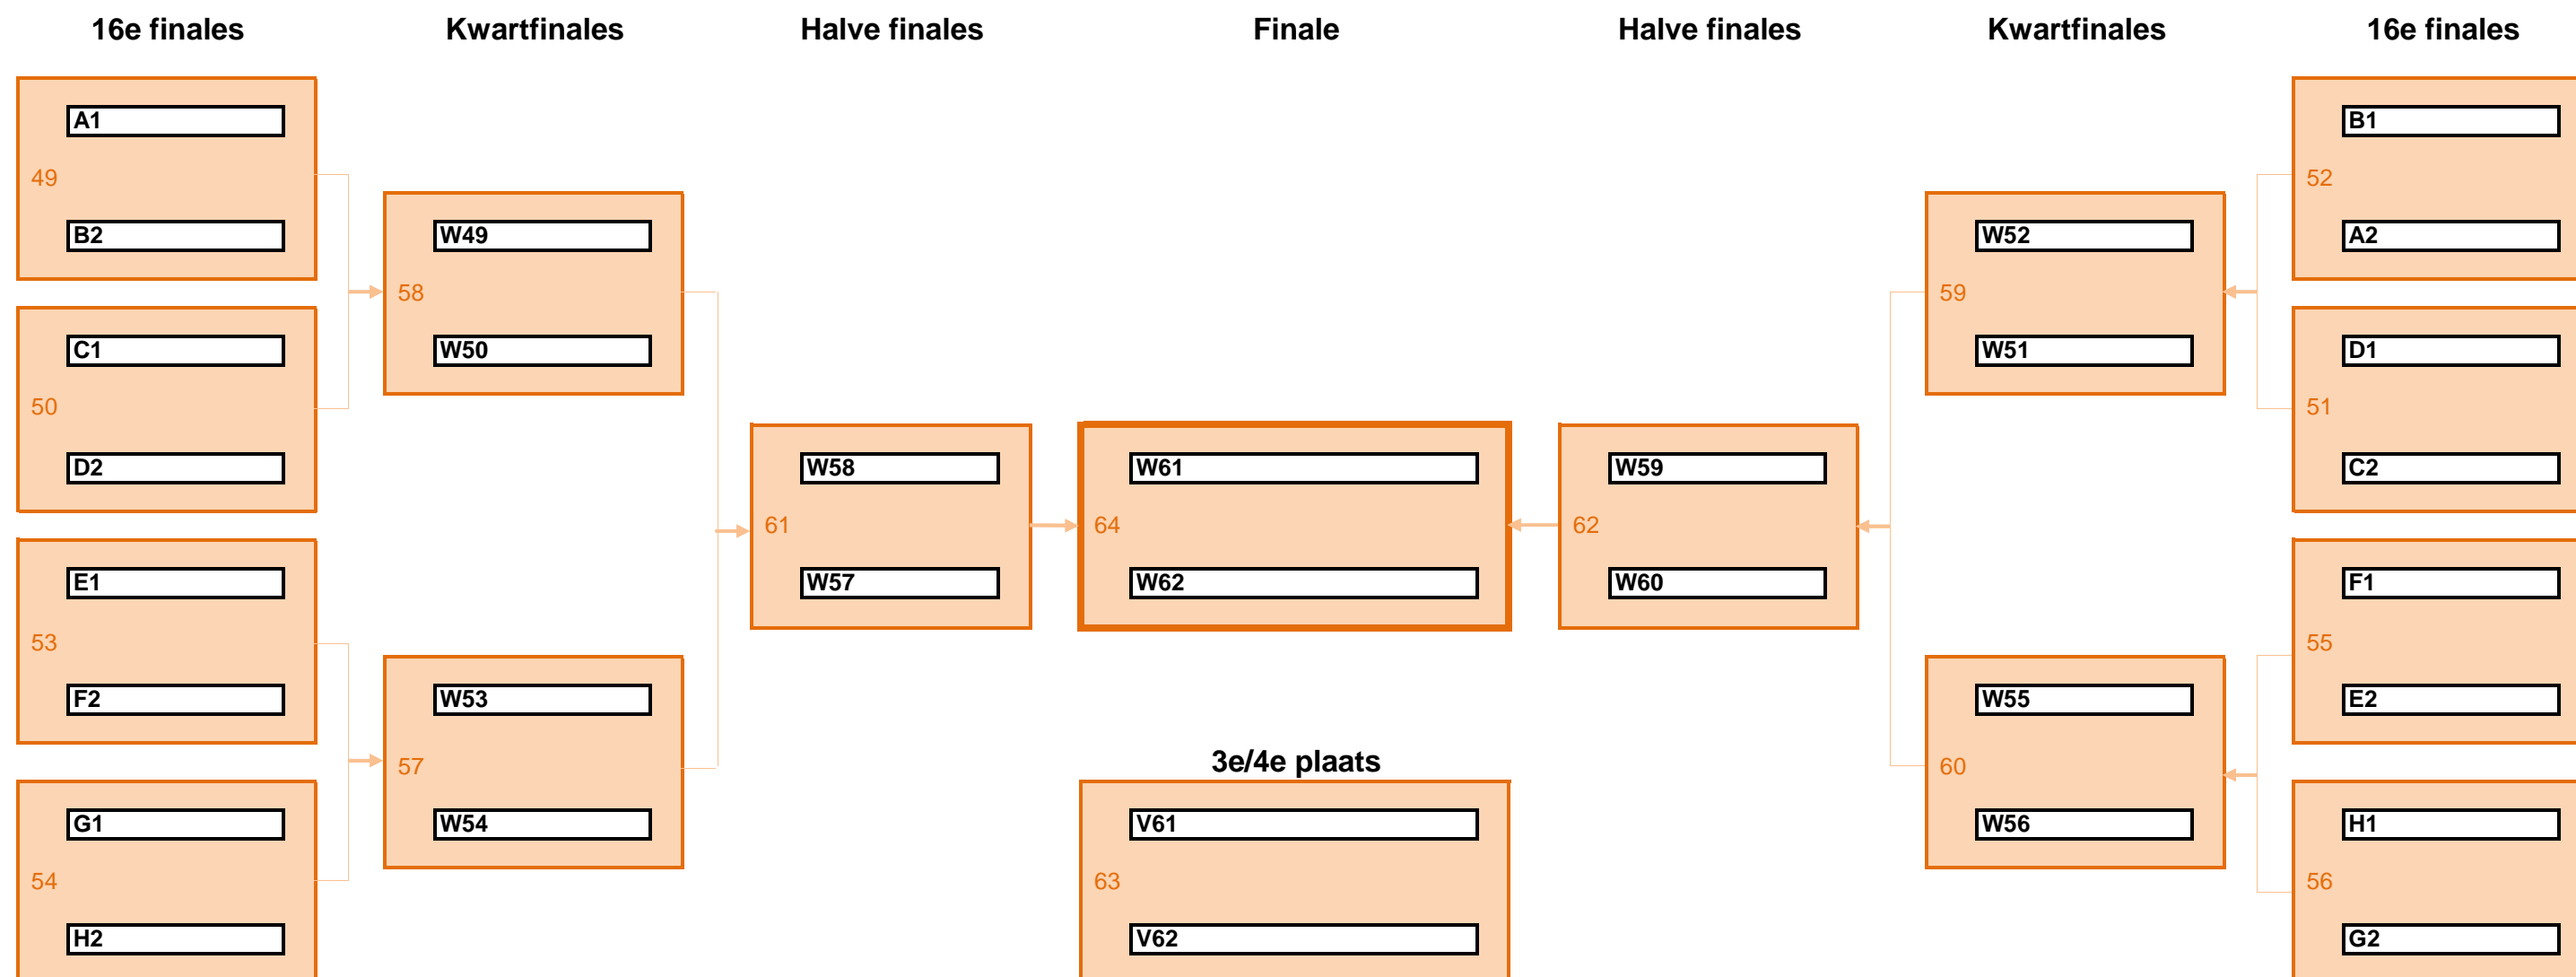 16e finales Kwartfinales Halve finales Finale Halve finales Kwartfinales 16e finales
A1 B1
49 52
B2 W49 W52 A2
58 59
C1 W50 W51 D1
50 51
D2 W58 W61 W59 C2
61 64 62
E1 W57 W62 W60 F1
53 55
F2 W53 W55 E2
3e/4e plaats
57 60
G1 W54 V61 W56 H1
54 63 56
H2 V62 G2